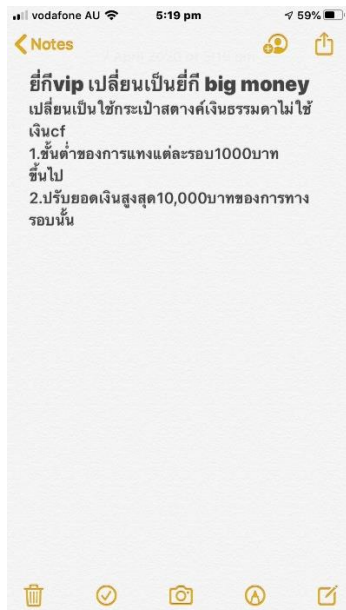 vodafone AU 5:19 pm 59%
Notes
ยี่กีvip เปลี่ยนเป็นยี่กี big money
เปลี่ยนเป็นใช้กระเป๋าสตางค์เงินธรรมดาไม่ใช้
เงินcf
1.ขั้นต่ำของการแทงแต่ละรอบ1000บาท
ขึ้นไป
2.ปรับยอดเงินสูงสุด10,000บาทของการทาง
รอบนั้น